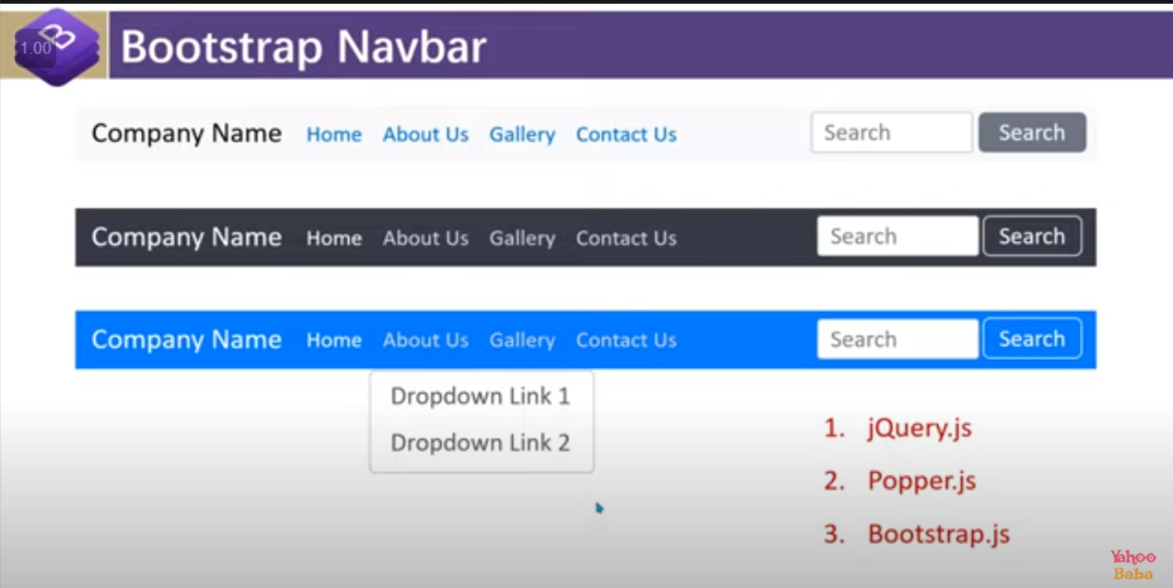 1.00
Bootstrap Navbar
Company Name Home About Us Gallery Contact Us Search Search
Company Name Home About Us Gallery Contact Us Search Search
Company Name Home About Us Gallery Contact Us Search Search
Dropdown Link 1
Dropdown Link 2
1. jQuery.js
2. Popper.js
3. Bootstrap.js
Yahoo
Baba